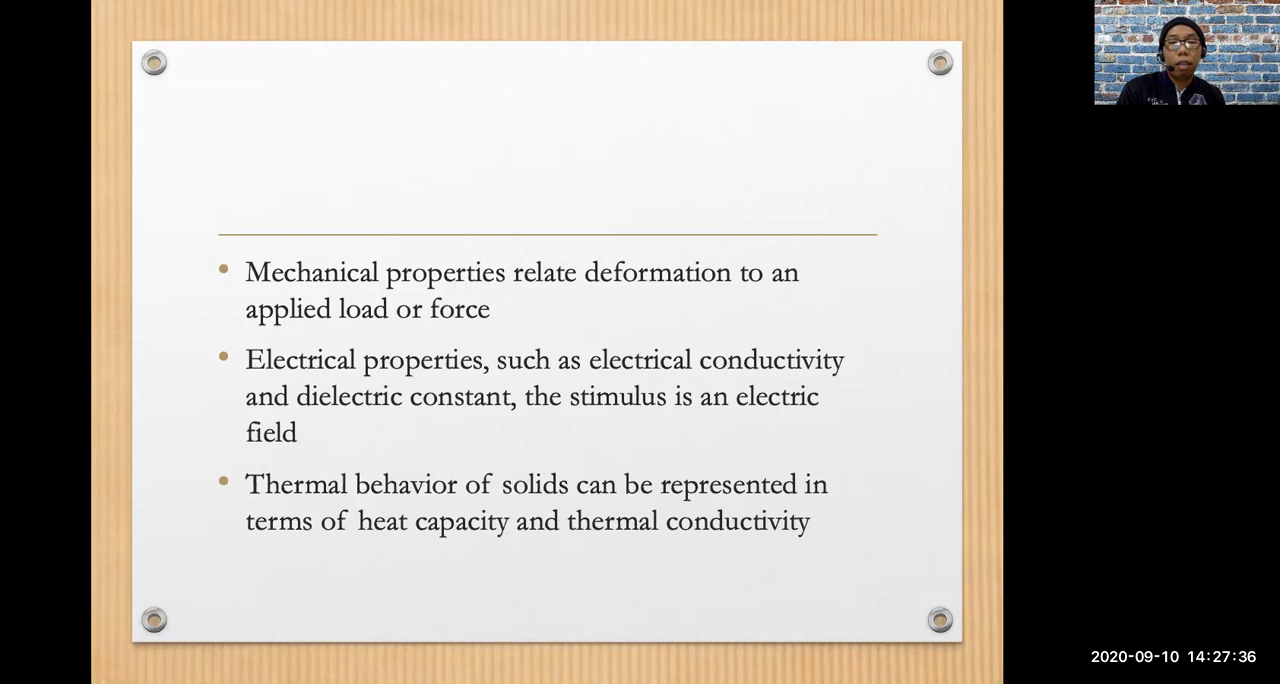 Mechanical properties relate deformation to an
applied load or force
Electrical properties, such as electrical conductivity
and dielectric constant, the stimulus is an electric
field
Thermal behavior of solids can be represented in
terms of heat capacity and thermal conductivity
2020-09-10 14:27:36